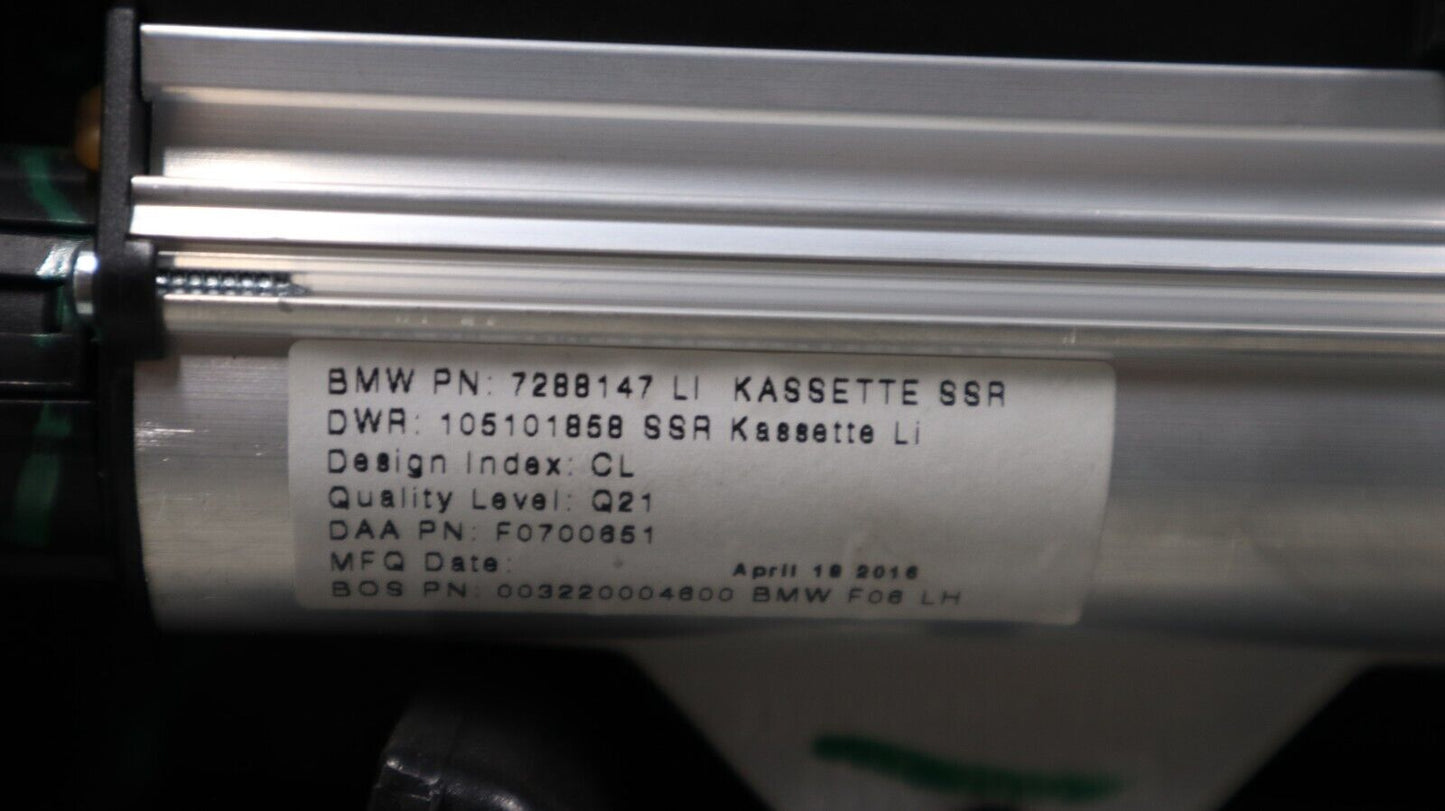 BMW PN: 7288147 LI KASSETTE SSR
DWR: 105101858 SSR Kassette Li
Design Index: CL
Quality Level: Q21
DAA PN: F0700651
MFG Date: April 18 2016
BOS PN: 003220004600 BMW F06 LH